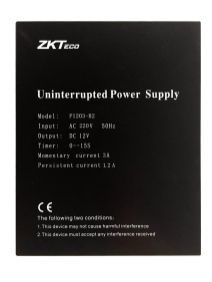 ZKTECO
Uninterrupted Power Supply
Model: P1203-B2
Input: AC 220V 50Hz
Output: DC 12V
Timer: 0--15S
Momentary current 3A
Persistent current 1.2A
CE
The following two conditions:
1. This device may not cause harmful interference
2. This device must accept any interference received